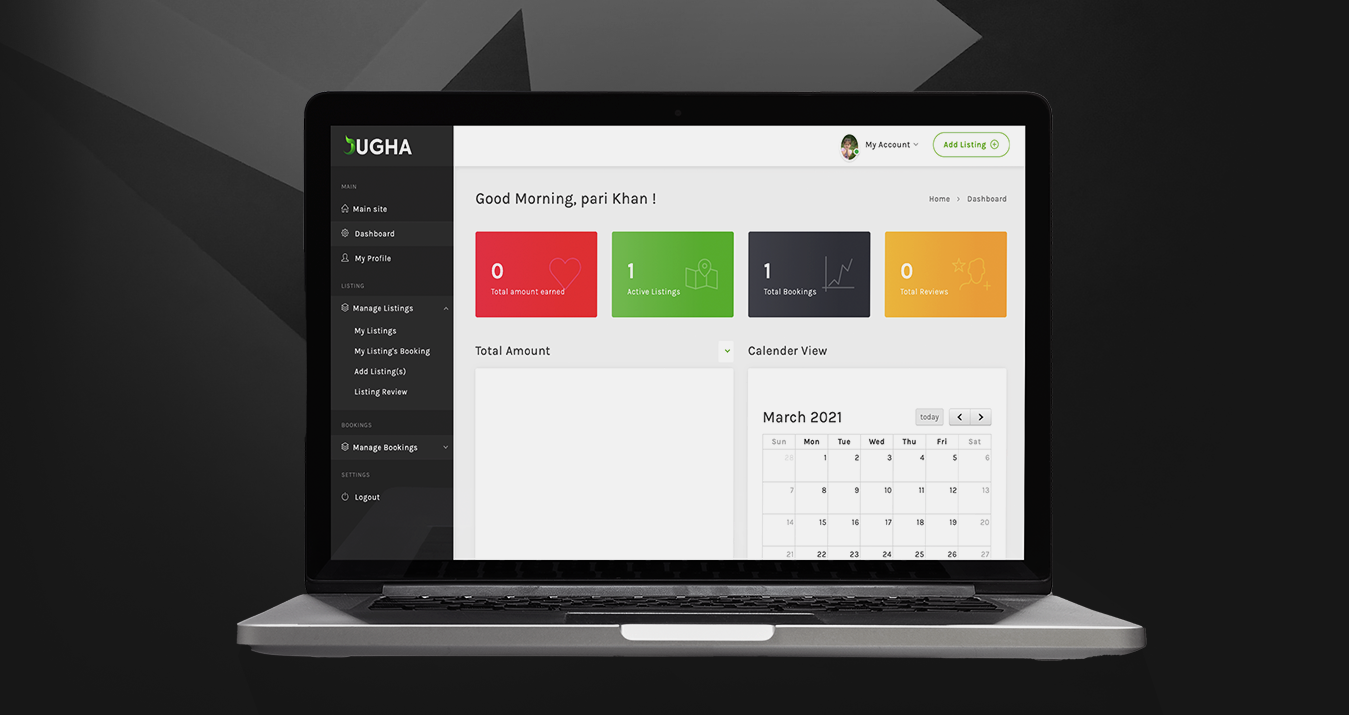 JUGHA
MAIN
Main site
Dashboard
My Profile
LISTING
Manage Listings
My Listings
My Listing's Booking
Add Listing(s)
Listing Review
BOOKINGS
Manage Bookings
SETTINGS
Logout
My Account
Add Listing
Good Morning, pari Khan !
Home > Dashboard
0
Total amount earned
1
Active Listings
1
Total Bookings
0
Total Reviews
Total Amount
Calender View
March 2021
today
Sun Mon Tue Wed Thu Fri Sat
28 1 2 3 4 5 6
7 8 9 10 11 12 13
14 15 16 17 18 19 20
21 22 23 24 25 26 27